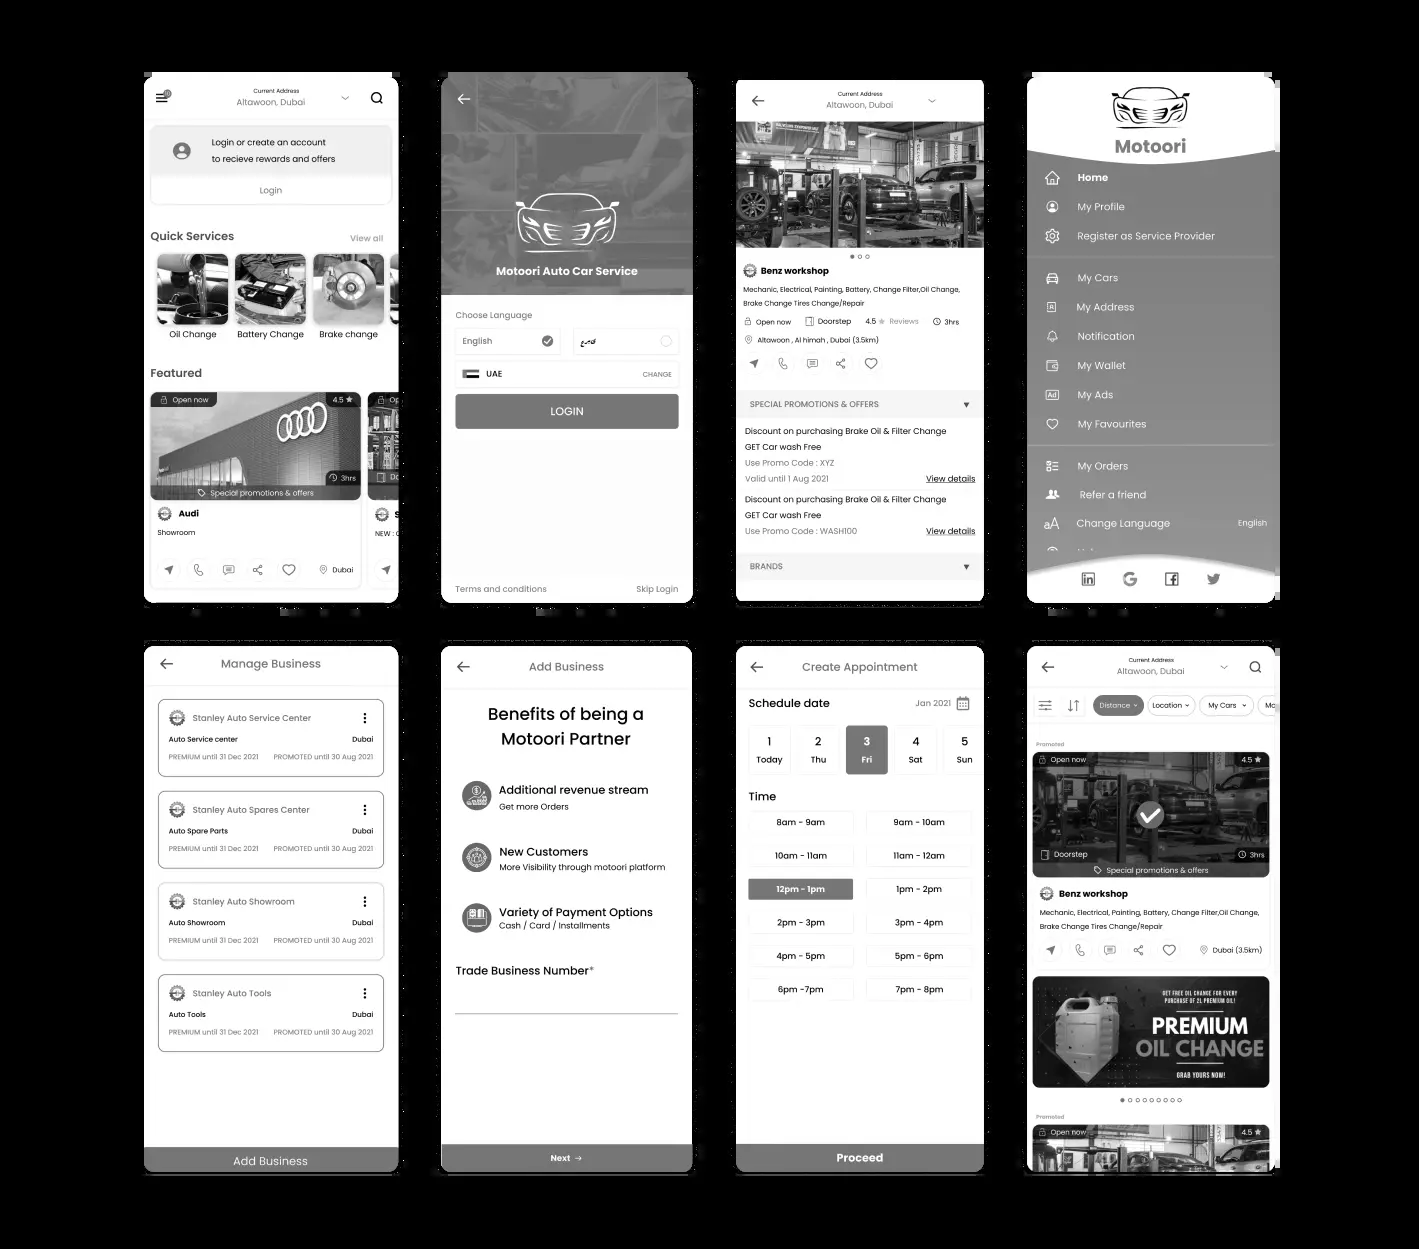 Current Address
Altawoon, Dubai
Login or create an account
to recieve rewards and offers
Login
Quick Services
View all
Oil Change
Battery Change
Brake change
Featured
Open now
4.5
3hrs
Special promotions & offers
Audi
Showroom
Dubai
NEW :
Motoori Auto Car Service
Choose Language
English
عربي
UAE
CHANGE
LOGIN
Terms and conditions
Skip Login
Current Address
Altawoon, Dubai
Benz workshop
Mechanic, Electrical, Painting, Battery, Change Filter,Oil Change,
Brake Change Tires Change/Repair
Open now
Doorstep
4.5
Reviews
3hrs
Altawoon , Al himah , Dubai (3.5km)
SPECIAL PROMOTIONS & OFFERS
Discount on purchasing Brake Oil & Filter Change
GET Car wash Free
Use Promo Code : XYZ
Valid until 1 Aug 2021
View details
Discount on purchasing Brake Oil & Filter Change
GET Car wash Free
Use Promo Code : WASH100
View details
BRANDS
Motoori
Home
My Profile
Register as Service Provider
My Cars
My Address
Notification
My Wallet
Ad
My Ads
My Favourites
My Orders
Refer a friend
aA
Change Language
English
in
G
f
Manage Business
Stanley Auto Service Center
Auto Service center
Dubai
PREMIUM until 31 Dec 2021
PROMOTED until 30 Aug 2021
Stanley Auto Spares Center
Auto Spare Parts
Dubai
PREMIUM until 31 Dec 2021
PROMOTED until 30 Aug 2021
Stanley Auto Showroom
Auto Showroom
Dubai
PREMIUM until 31 Dec 2021
PROMOTED until 30 Aug 2021
Stanley Auto Tools
Auto Tools
Dubai
PREMIUM until 31 Dec 2021
PROMOTED until 30 Aug 2021
Add Business
Add Business
Benefits of being a
Motoori Partner
Additional revenue stream
Get more Orders
New Customers
More Visibility through motoori platform
Variety of Payment Options
Cash / Card / Installments
Trade Business Number*
Next
Create Appointment
Schedule date
Jan 2021
1
2
3
4
5
Today
Thu
Fri
Sat
Sun
Time
8am - 9am
9am - 10am
10am - 11am
11am - 12am
12pm - 1pm
1pm - 2pm
2pm - 3pm
3pm - 4pm
4pm - 5pm
5pm - 6pm
6pm -7pm
7pm - 8pm
Proceed
Current Address
Altawoon, Dubai
Distance
Location
My Cars
Promoted
Open now
4.5
Doorstep
3hrs
Special promotions & offers
Benz workshop
Mechanic, Electrical, Painting, Battery, Change Filter,Oil Change,
Brake Change Tires Change/Repair
Dubai (3.5km)
GET FREE OIL CHANGE FOR EVERY
PURCHASE OF 2L PREMIUM OIL!
PREMIUM
OIL CHANGE
GRAB YOURS NOW!
Promoted
Open now
4.5